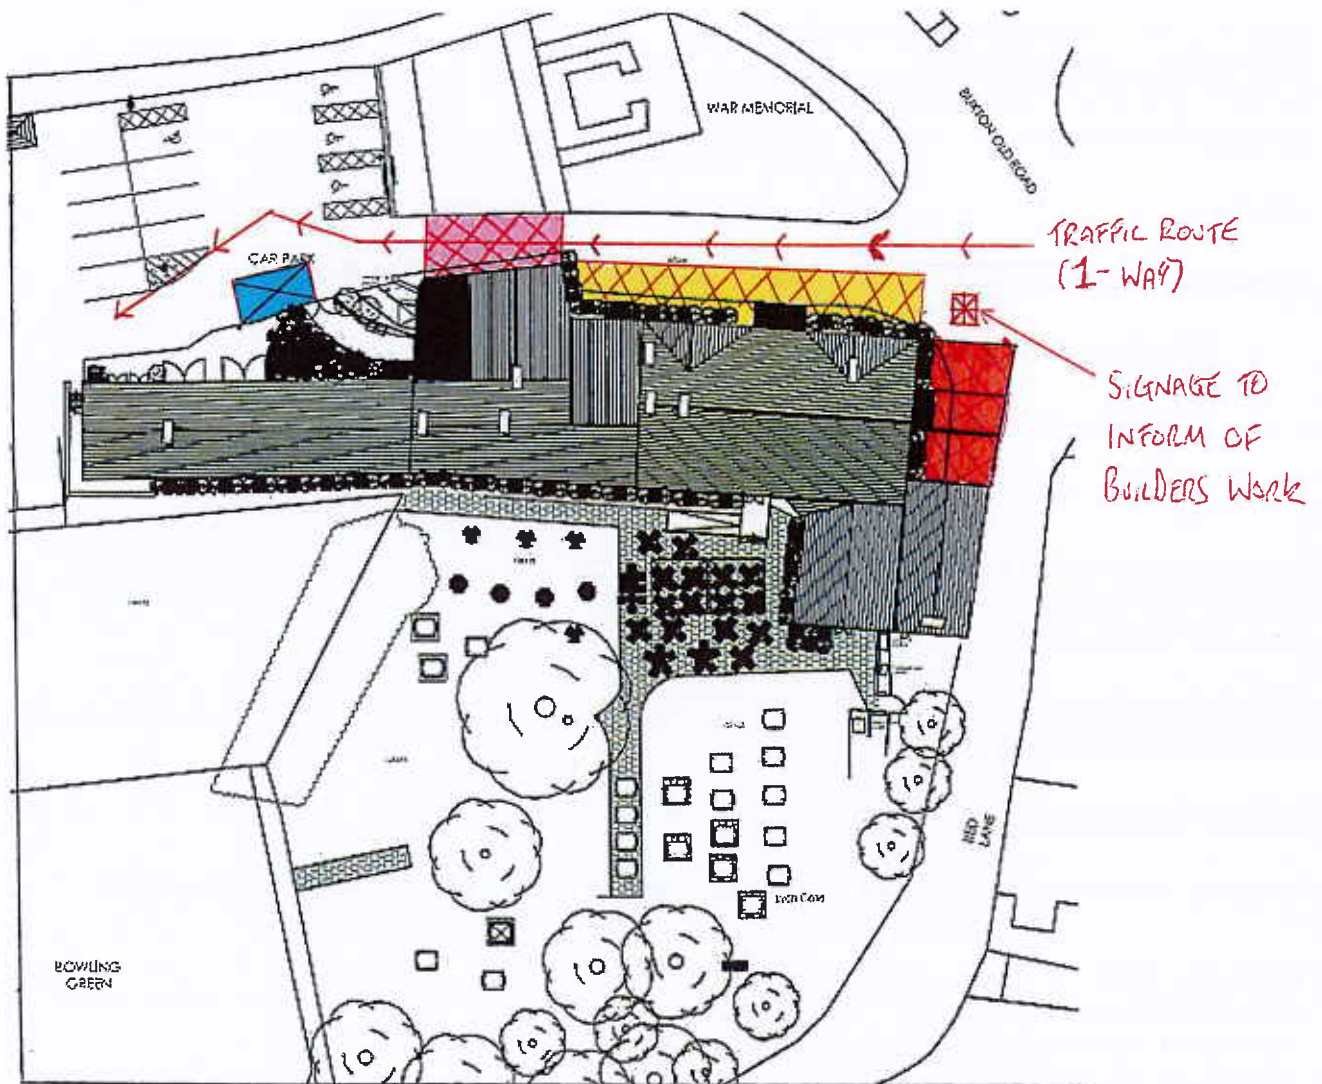 WAR MEMORIAL
BUXTON OLD ROAD
TRAFFIC ROUTE
(1-WAY)
CAR PARK
SIGNAGE TO
INFORM OF
BUILDERS WORK
RED
LANE
BOWLING
GREEN